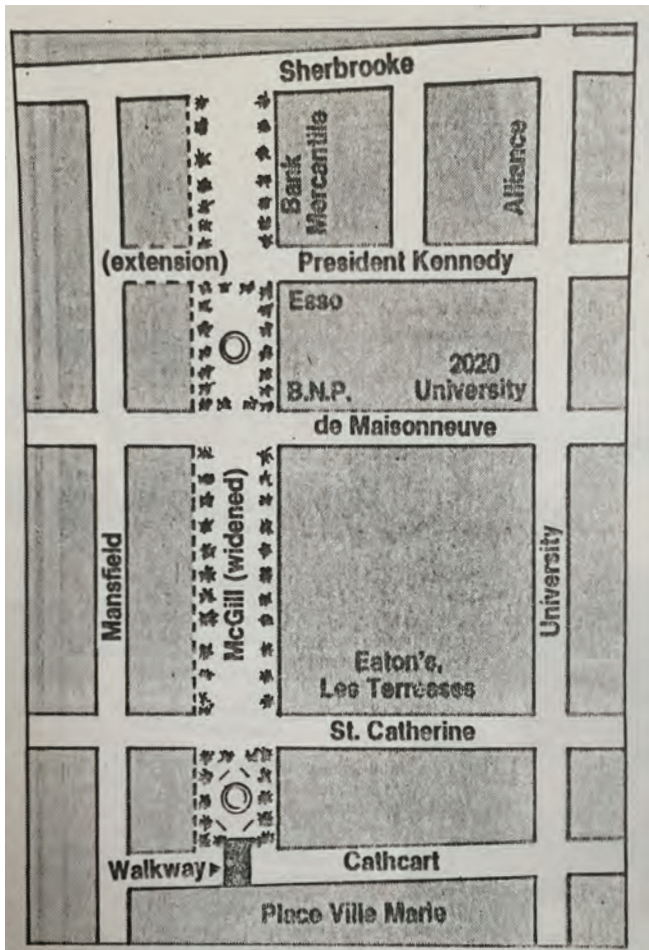 Sherbrooke
Bank
Mercantile
Alliance
(extension)
President Kennedy
Esso
B.N.P.
2020
University
de Maisonneuve
Mansfield
McGill (widened)
University
Eaton's,
Les Terrasses
St. Catherine
Walkway
Cathcart
Place Ville Marie